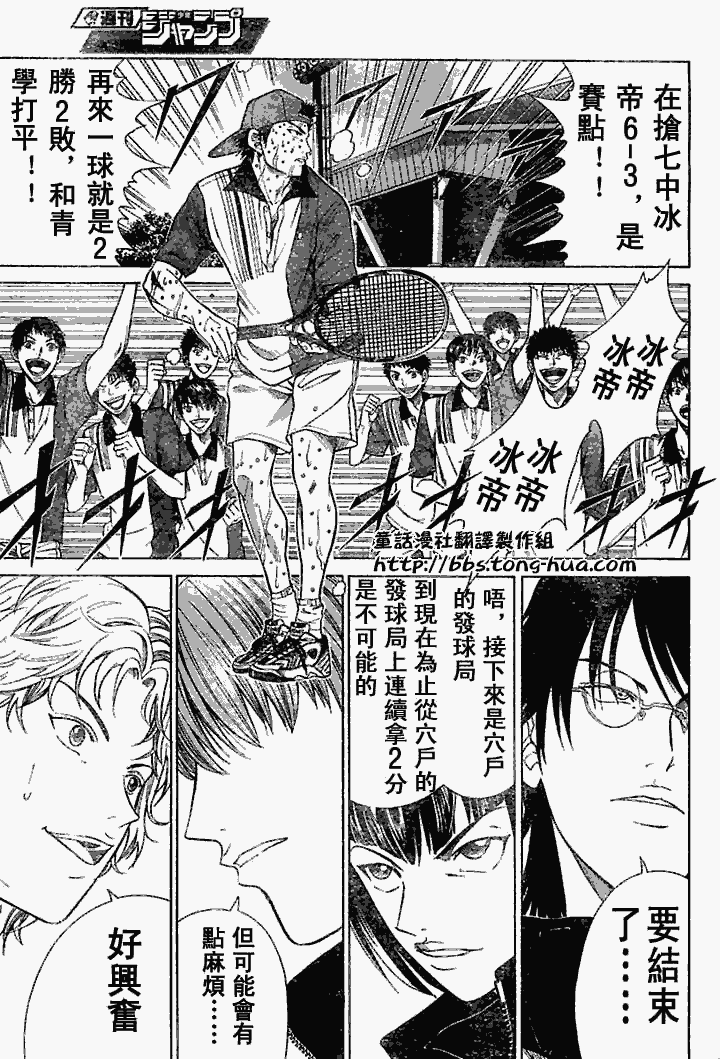 週刊
ジャンプ
在搶七中冰
帝6-3，是
賽點！！
再來一球就是2
勝2敗，和青
學打平！！
冰帝
冰帝
冰帝
冰帝
童話漫社翻譯製作組
http://bbs.tong-hua.com
要結束
了……
唔，接下來是宍戶
的發球局
到現在為止從宍戶的
發球局上連續拿2分
是不可能的
但可能會有
點麻煩……
好興奮